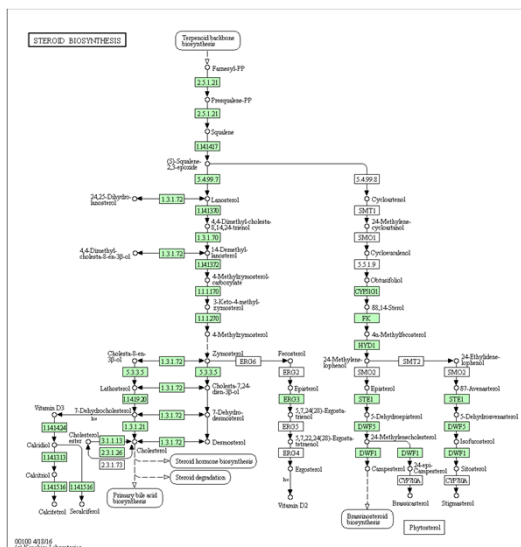 STEROID BIOSYNTHESIS
Terpenoid backbone
biosynthesis
Farnesyl-PP
2.5.1.21
Presqualene-PP
2.5.1.21
Squalene
1.14.14.17
(S)-Squalene-
2,3-epoxide
5.4.99.7
5.4.99.8
24,25-Dihydro-
lanosterol
1.3.1.72
Lanosterol
Cycloartenol
1.14.13.70
SMT1
4,4-Dimethyl-cholesta-
8,14,24-trienol
24-Methylene-
cycloartanol
1.3.1.70
SMO1
4,4-Dimethyl-
cholesta-8-en-3β-ol
1.3.1.72
14-Demethyl-
lanosterol
Cycloeucalenol
1.14.13.72
5.5.1.9
4-Methylzymosterol-
carboxylate
Obtusifoliol
1.1.1.170
CYP51G1
3-Keto-4-methyl-
zymosterol
FK
1.1.1.270
4α-Methylfecosterol
4-Methylzymosterol
HYD1
Cholesta-8-en-
3β-ol
1.3.1.72
Zymosterol
ERG6
Fecosterol
24-Methylene-
lophenol
SMT2
24-Ethylidene-
lophenol
5.3.3.5
5.3.3.5
ERG2
SMO2
SMO2
Lathosterol
1.3.1.72
Cholesta-7,24-
dien-3β-ol
Episterol
Episterol
1.14.19.20
ERG3
STE1
STE1
Vitamin D3
7-Dehydrocholesterol
1.3.1.72
7-Dehydro-
desmosterol
5,7,24(28)-Ergosta-
trienol
5-Dehydroepisterol
5-Dehydroavenasterol
hν
1.14.14.24
1.3.1.21
ERG5
DWF5
DWF5
Calcidiol
Cholesterol
ester
3.1.1.13
2.3.1.26
2.3.1.73
1.3.1.72
Desmosterol
5,7,22,24(28)-Ergosta-
24-Methylenecholesterol
Isofucosterol
Cholesterol
ERG4
DWF1
DWF1
DWF1
Calcitriol
Steroid hormone biosynthesis
Ergosterol
Campesterol
24-epi-
Campesterol
Sitosterol
Steroid degradation
1.14.15.16
1.14.15.16
hν
CYP710A
CYP710A
Calcitetrol
Secalciferol
Primary bile acid
biosynthesis
Vitamin D2
Brassicasterol
Stigmasterol
Brassinosteroid
biosynthesis
Phytosterol
00100 4/18/16
(c) Kanehisa Laboratories